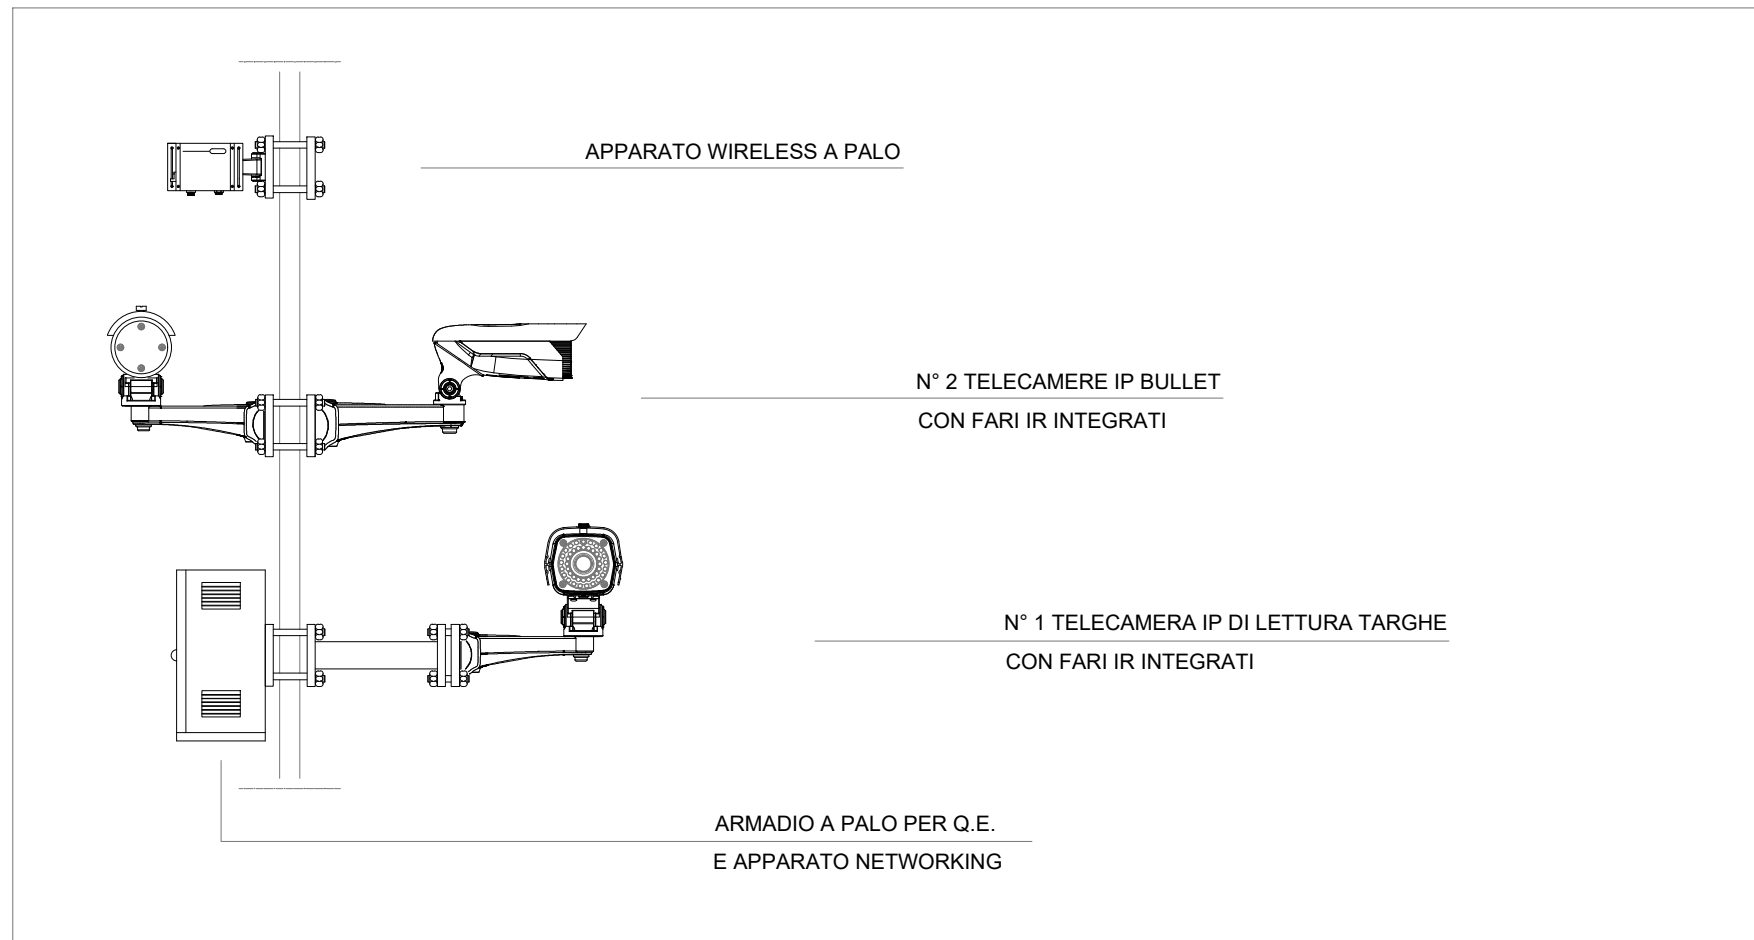 APPARATO WIRELESS A PALO
N° 2 TELECAMERE IP BULLET
CON FARI IR INTEGRATI
N° 1 TELECAMERA IP DI LETTURA TARGHE
CON FARI IR INTEGRATI
ARMADIO A PALO PER Q.E.
E APPARATO NETWORKING